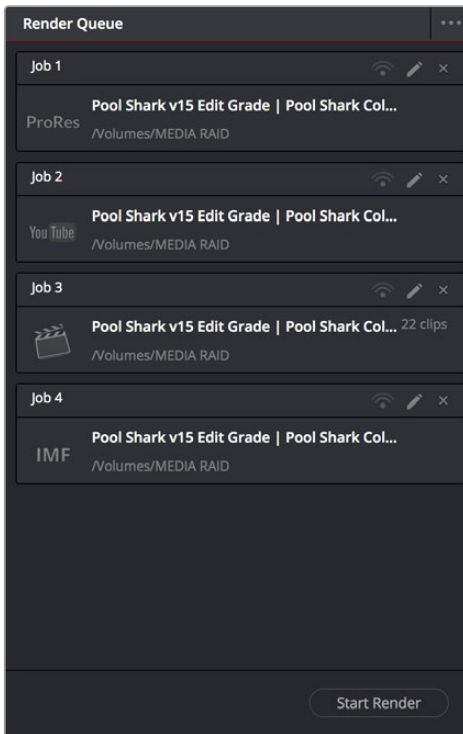 Render Queue
Job 1
ProRes
Pool Shark v15 Edit Grade | Pool Shark Col...
/Volumes/MEDIA RAID
Job 2
You Tube
Pool Shark v15 Edit Grade | Pool Shark Col...
/Volumes/MEDIA RAID
Job 3
Pool Shark v15 Edit Grade | Pool Shark Col... 22 clips
/Volumes/MEDIA RAID
Job 4
IMF
Pool Shark v15 Edit Grade | Pool Shark Col...
/Volumes/MEDIA RAID
Start Render